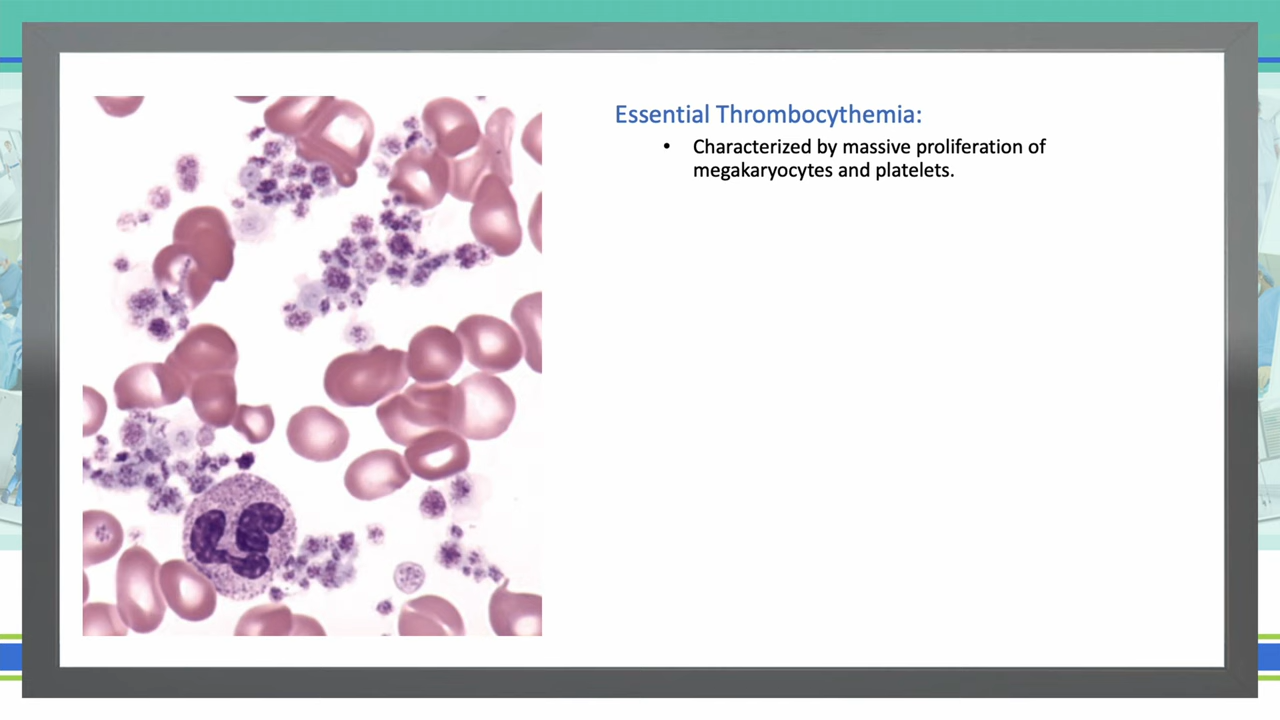 Essential Thrombocythemia:
• Characterized by massive proliferation of
megakaryocytes and platelets.